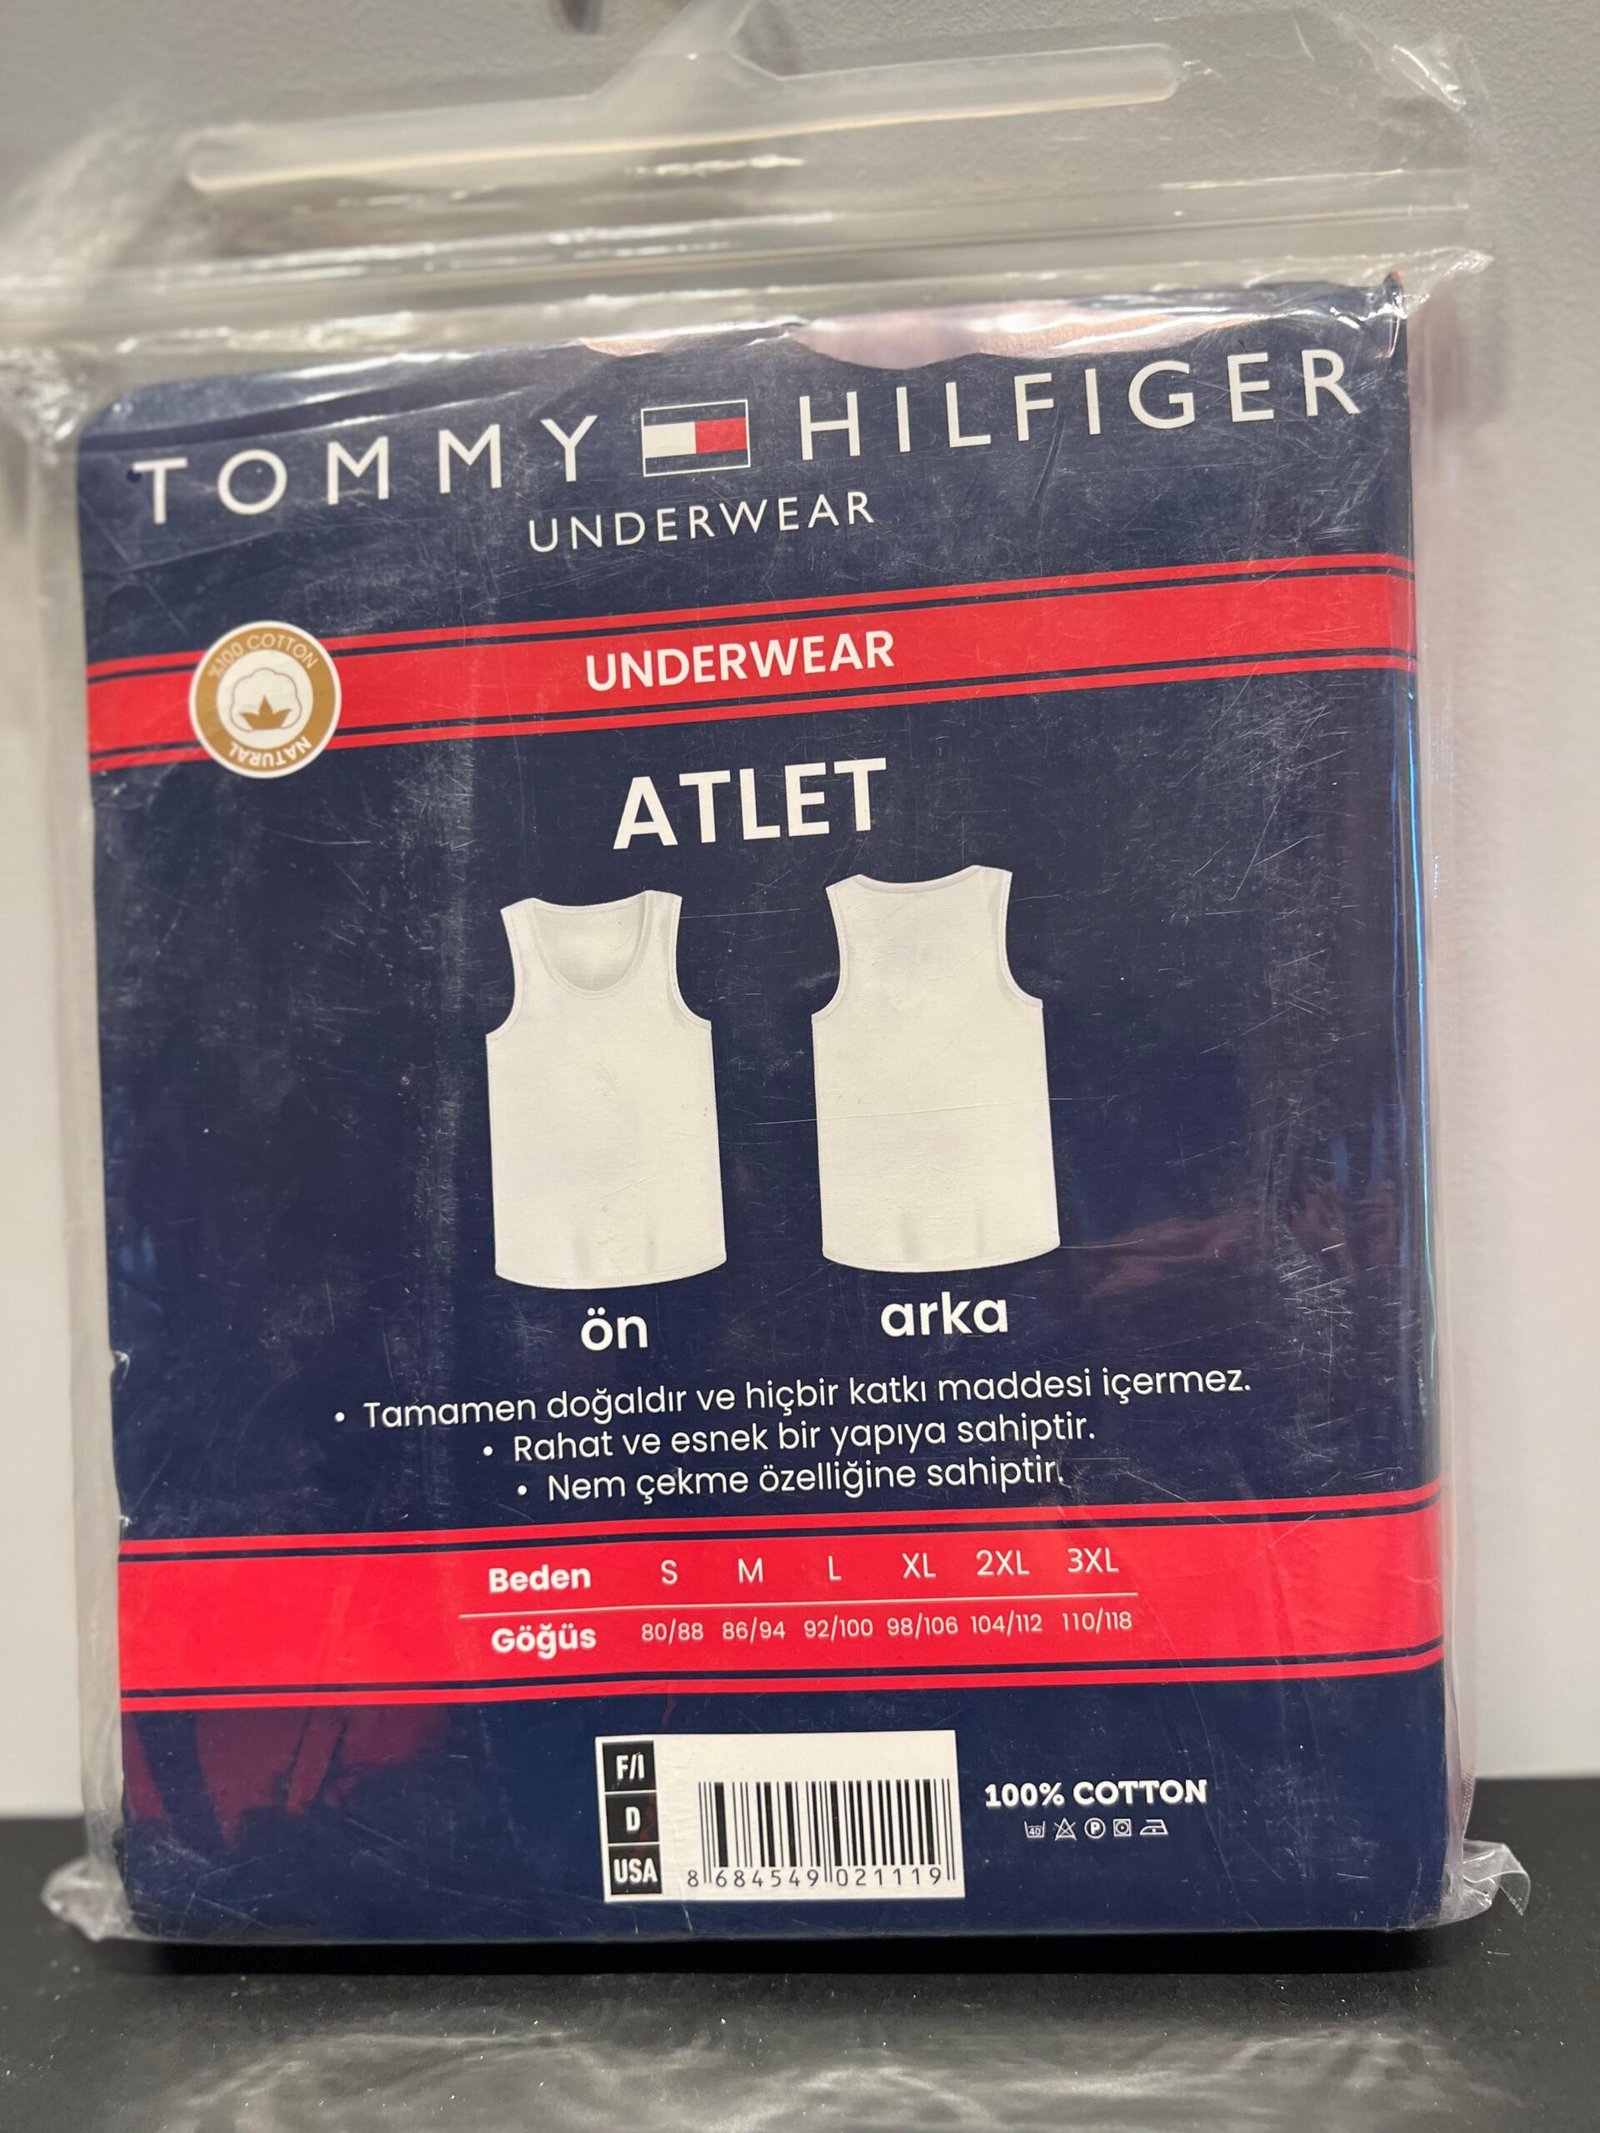 TOMMY HILFIGER
UNDERWEAR
%100 COTTON
NATURAL
UNDERWEAR
ATLET
ön arka
• Tamamen doğaldır ve hiçbir katkı maddesi içermez.
• Rahat ve esnek bir yapıya sahiptir.
• Nem çekme özelliğine sahiptir.
Beden S M L XL 2XL 3XL
Göğüs 80/88 86/94 92/100 98/106 104/112 110/118
F/I
D
USA
8 684549 021119
100% COTTON
40 P